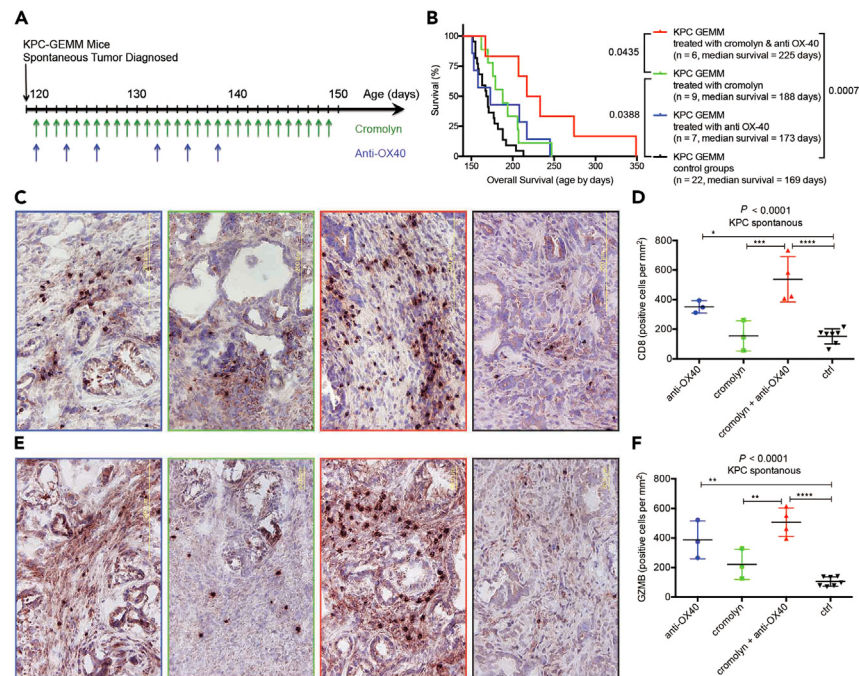 A
KPC-GEMM Mice
Spontaneous Tumor Diagnosed
120
130
140
150
Age (days)
Cromolyn
Anti-OX40
B
Survival (%)
100
75
50
25
0
150
200
250
300
350
Overall Survival (age by days)
0.0435
0.0388
0.0007
KPC GEMM
treated with cromolyn & anti OX-40
(n = 6, median survival = 225 days)
KPC GEMM
treated with cromolyn
(n = 9, median survival = 188 days)
KPC GEMM
treated with anti OX-40
(n = 7, median survival = 173 days)
KPC GEMM
control groups
(n = 22, median survival = 169 days)
C
D
P < 0.0001
KPC spontanous
*
*** ****
CD8 (positive cells per mm²)
800
600
400
200
0
anti-OX40
cromolyn
cromolyn + anti-OX40
ctrl
E
F
P < 0.0001
KPC spontaneous
**
** ****
GZMB (positive cells per mm²)
800
600
400
200
0
anti-OX40
cromolyn
cromolyn + anti-OX40
ctrl